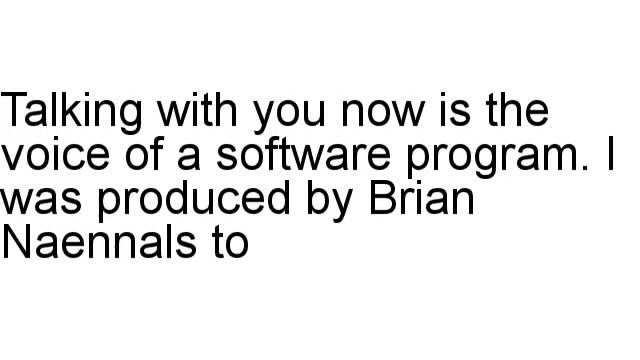 Talking with you now is the
voice of a software program. I
was produced by Brian
Naennals to